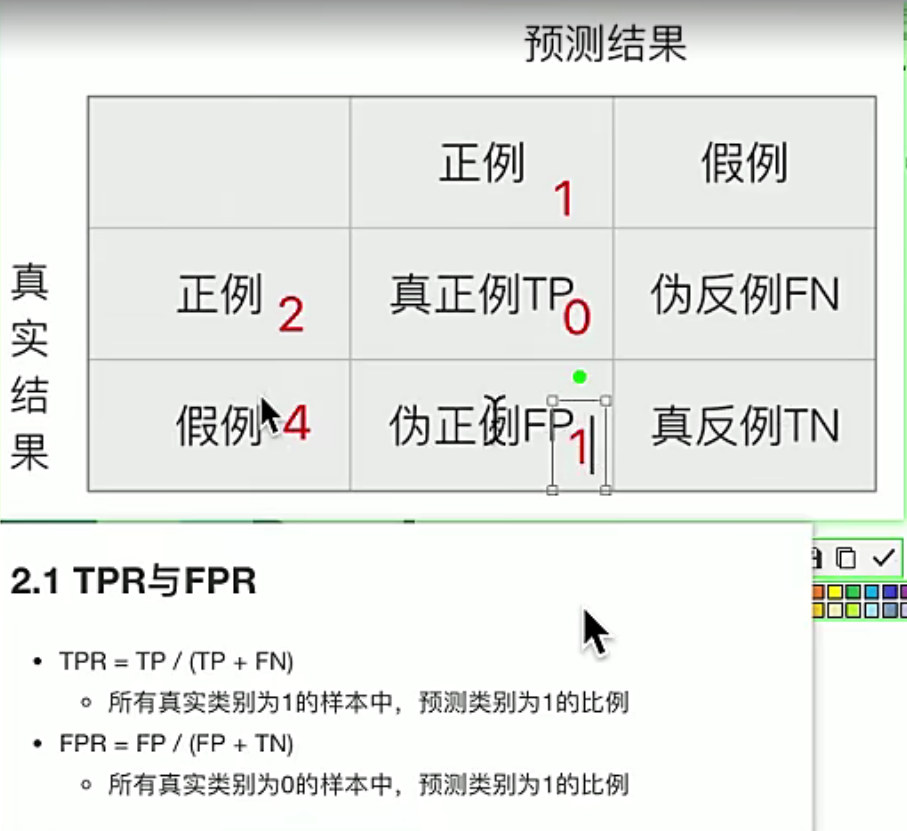 预测结果
正例 1 假例
真实结果
正例 2 真正例TP 0 伪反例FN
假例 4 伪正例FP 1 真反例TN
2.1 TPR与FPR
• TPR = TP / (TP + FN)
◦ 所有真实类别为1的样本中，预测类别为1的比例
• FPR = FP / (FP + TN)
◦ 所有真实类别为0的样本中，预测类别为1的比例